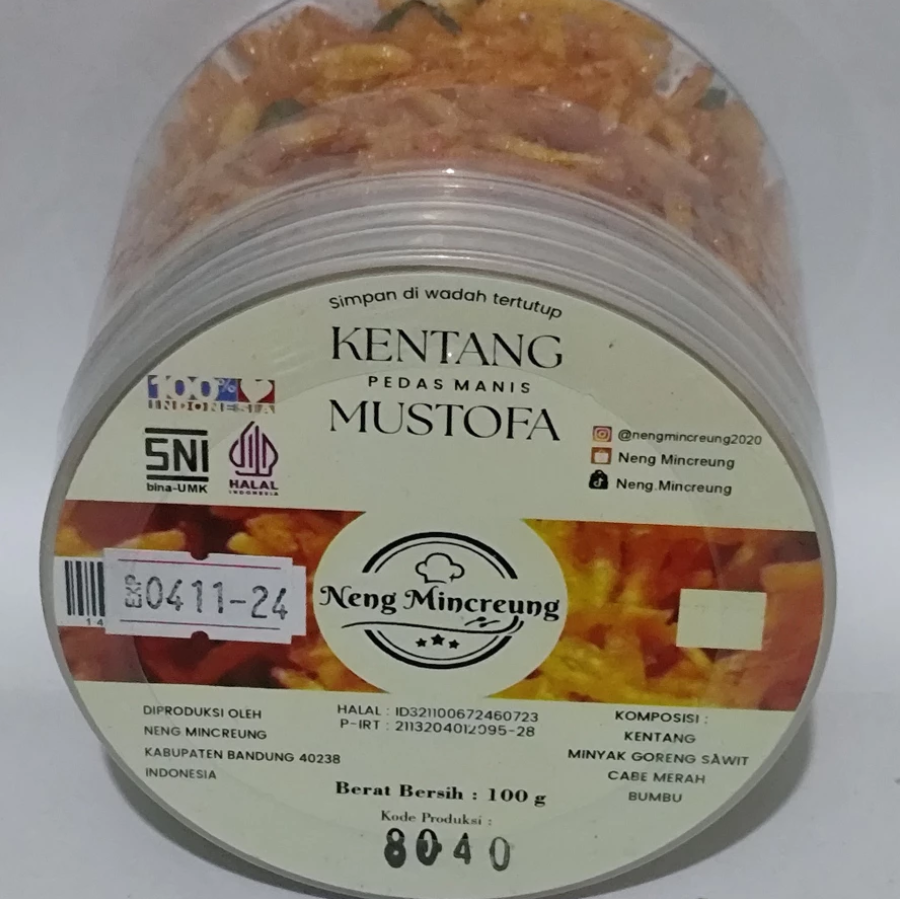 Simpan di wadah tertutup
KENTANG
PEDAS MANIS
MUSTOFA
100%
INDONESIA
SNI
bina-UMK
HALAL
INDONESIA
@nengmincreung2020
Neng Mincreung
Neng.Mincreung
14
EXP 0411-24
Neng Mincreung
DIPRODUKSI OLEH
NENG MINCREUNG
KABUPATEN BANDUNG 40238
INDONESIA
HALAL : ID321100672460723
P-IRT : 2113204012095-28
KOMPOSISI :
KENTANG
MINYAK GORENG SAWIT
CABE MERAH
BUMBU
Berat Bersih : 100 g
Kode Produksi :
8040